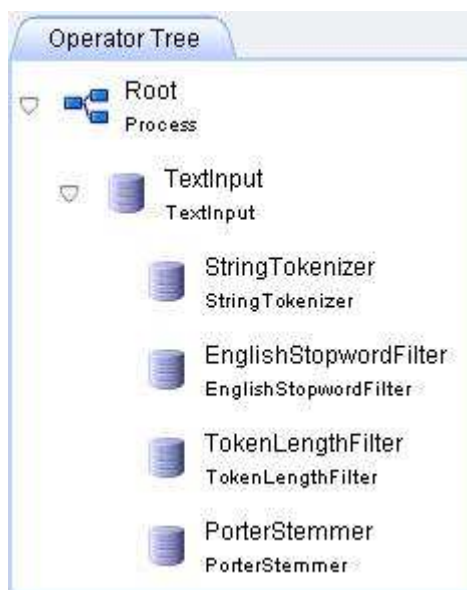 Operator Tree
Root
Process
TextInput
TextInput
StringTokenizer
StringTokenizer
EnglishStopwordFilter
EnglishStopwordFilter
TokenLengthFilter
TokenLengthFilter
PorterStemmer
PorterStemmer